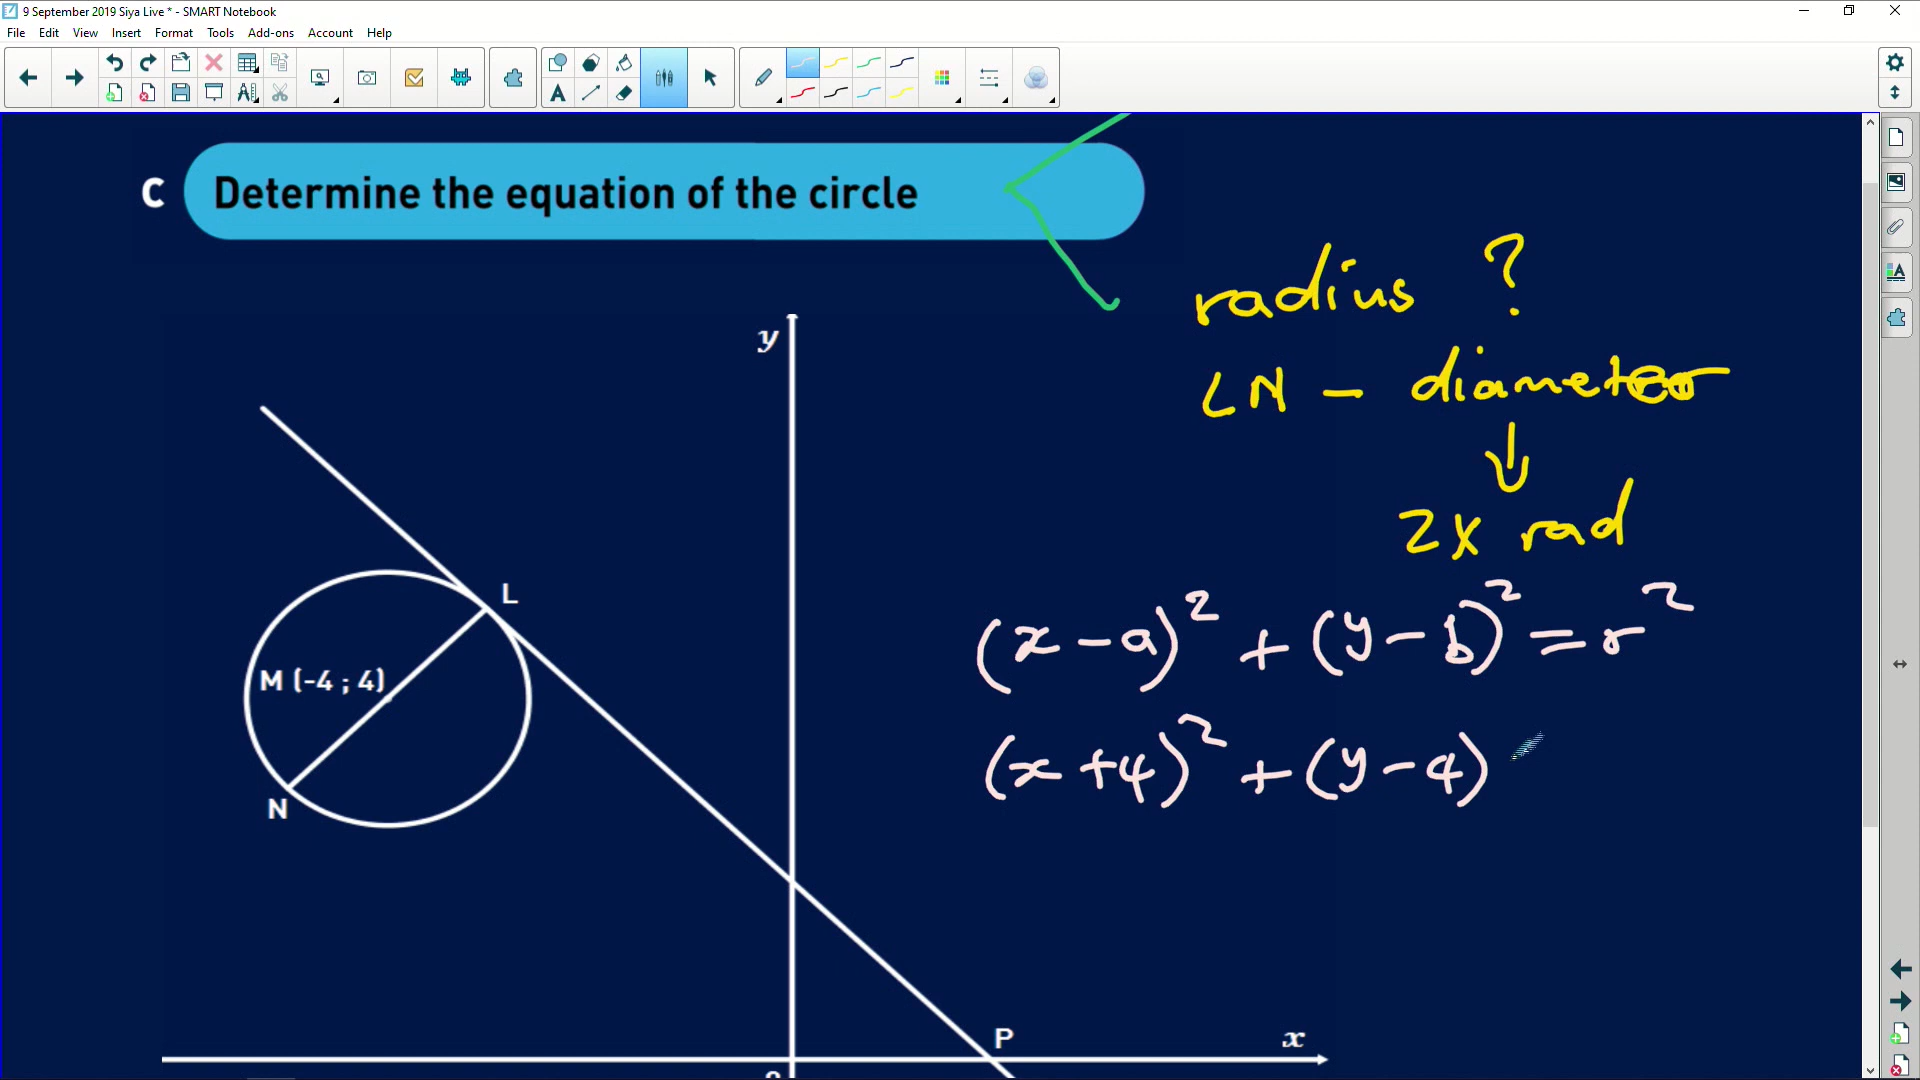 9 September 2019 Siya Live * - SMART Notebook
File Edit View Insert Format Tools Add-ons Account Help
C Determine the equation of the circle
radius ?
LN - diameter
2x rad
(x - a)² + (y - b)² = r²
(x + 4)² + (y - 4)
y
L
M (-4 ; 4)
N
P
x